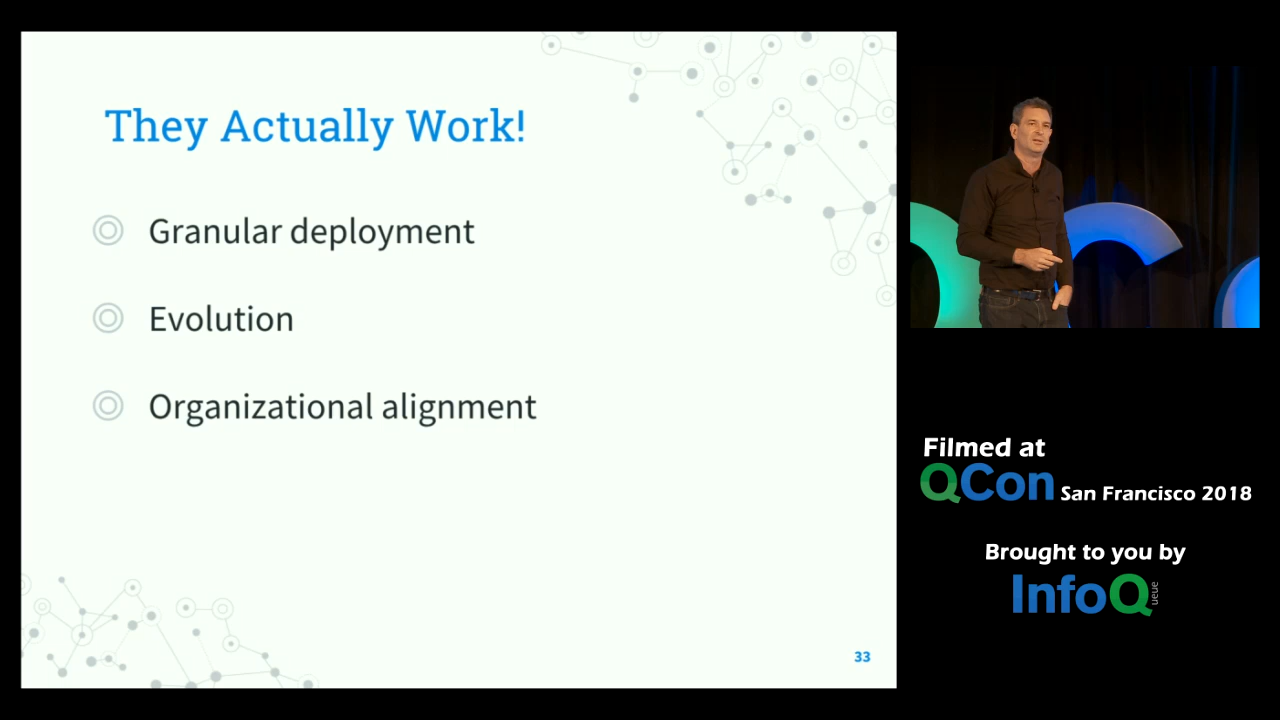 They Actually Work!
Granular deployment
Evolution
Organizational alignment
33
Filmed at
QCon San Francisco 2018
Brought to you by
InfoQ
ueue